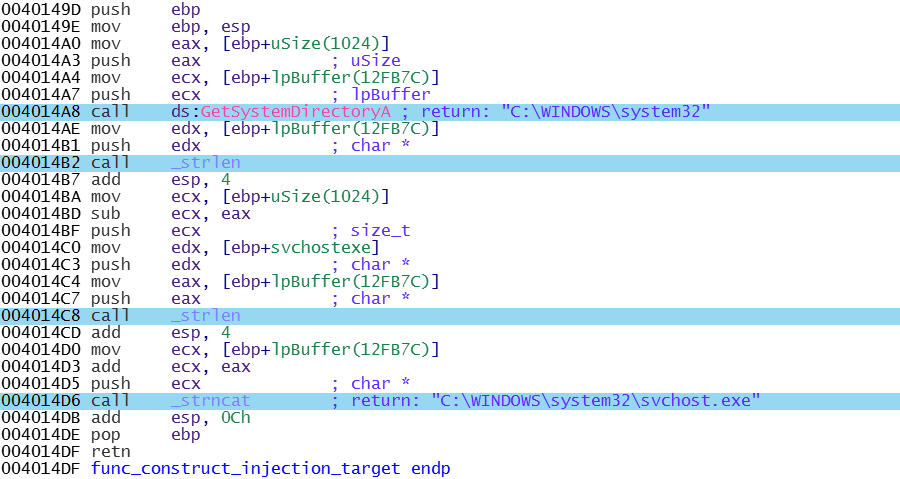 0040149D push    ebp
0040149E mov     ebp, esp
004014A0 mov     eax, [ebp+uSize(1024)]
004014A3 push    eax             ; uSize
004014A4 mov     ecx, [ebp+lpBuffer(12FB7C)]
004014A7 push    ecx             ; lpBuffer
004014A8 call    ds:GetSystemDirectoryA ; return: "C:\WINDOWS\system32"
004014AE mov     edx, [ebp+lpBuffer(12FB7C)]
004014B1 push    edx             ; char *
004014B2 call    _strlen
004014B7 add     esp, 4
004014BA mov     ecx, [ebp+uSize(1024)]
004014BD sub     ecx, eax
004014BF push    ecx             ; size_t
004014C0 mov     edx, [ebp+svchostexe]
004014C3 push    edx             ; char *
004014C4 mov     eax, [ebp+lpBuffer(12FB7C)]
004014C7 push    eax             ; char *
004014C8 call    _strlen
004014CD add     esp, 4
004014D0 mov     ecx, [ebp+lpBuffer(12FB7C)]
004014D3 add     ecx, eax
004014D5 push    ecx             ; char *
004014D6 call    _strncat        ; return: "C:\WINDOWS\system32\svchost.exe"
004014DB add     esp, 0Ch
004014DE pop     ebp
004014DF retn
004014DF func_construct_injection_target endp